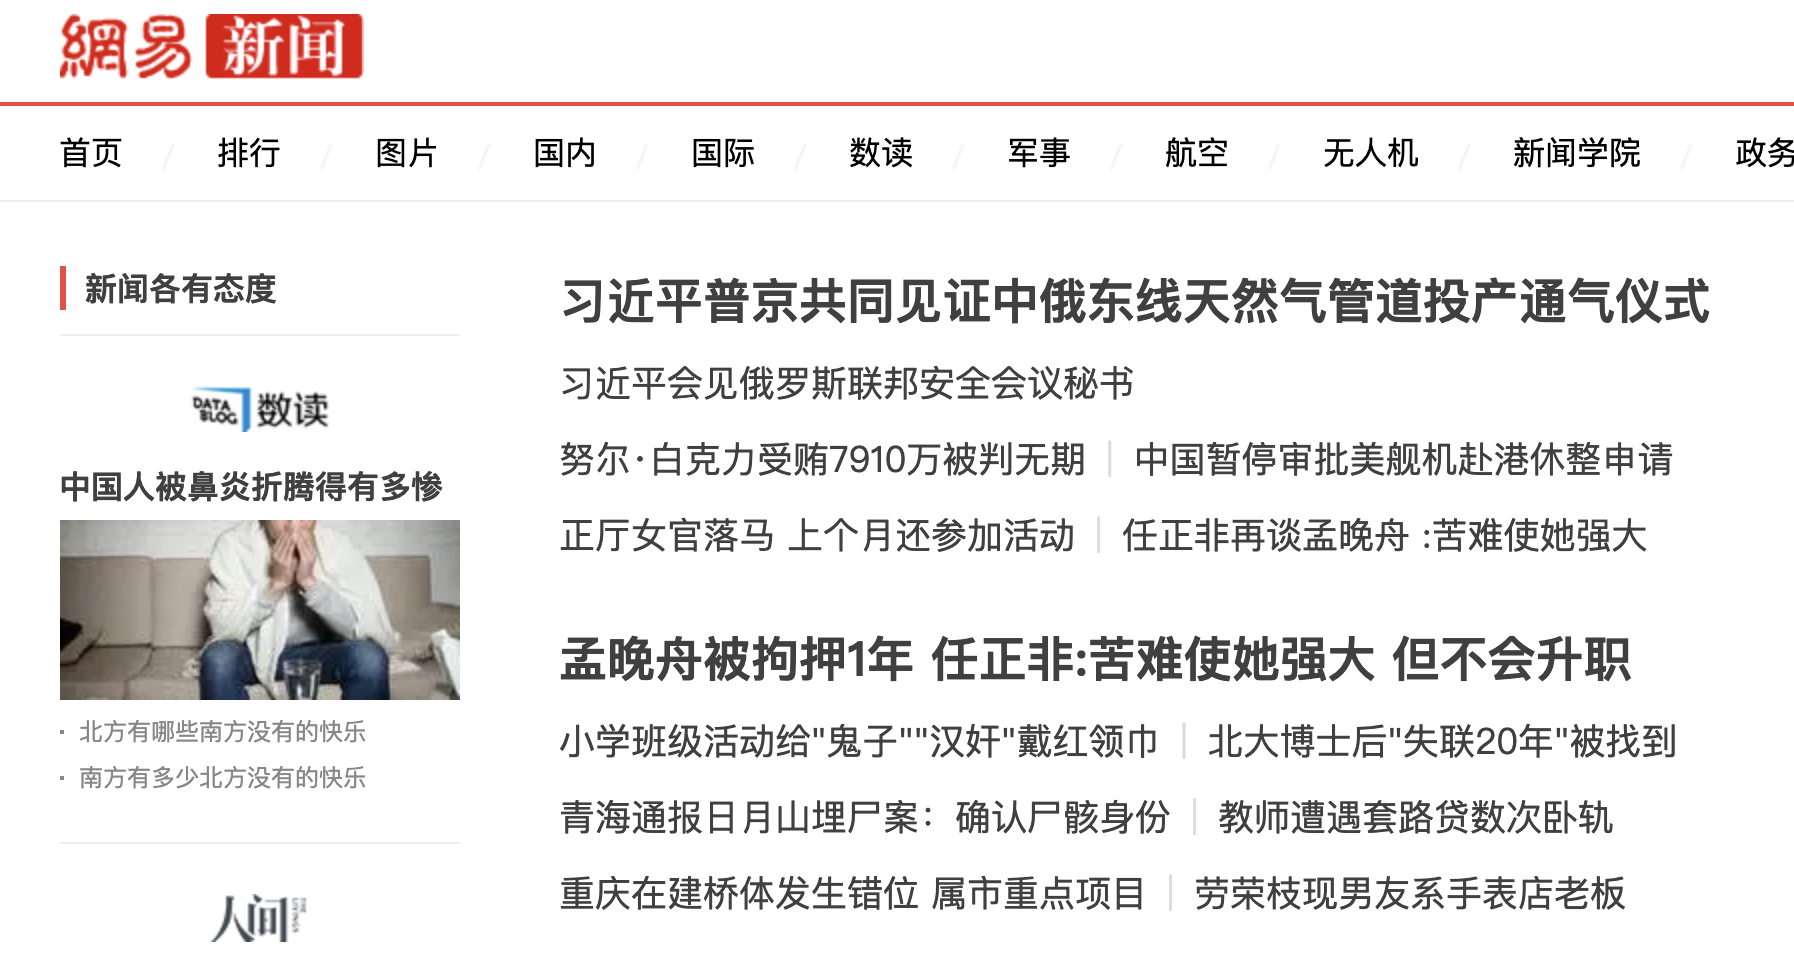 網易 新闻
首页 / 排行 / 图片 / 国内 / 国际 / 数读 / 军事 / 航空 / 无人机 / 新闻学院 / 政务
新闻各有态度
DATA BLOG 数读
中国人被鼻炎折腾得有多惨
· 北方有哪些南方没有的快乐
· 南方有多少北方没有的快乐
人间 THE LIVINGS
习近平普京共同见证中俄东线天然气管道投产通气仪式
习近平会见俄罗斯联邦安全会议秘书
努尔·白克力受贿7910万被判无期 | 中国暂停审批美舰机赴港休整申请
正厅女官落马 上个月还参加活动 | 任正非再谈孟晚舟 :苦难使她强大
孟晚舟被拘押1年 任正非:苦难使她强大 但不会升职
小学班级活动给"鬼子""汉奸"戴红领巾 | 北大博士后"失联20年"被找到
青海通报日月山埋尸案：确认尸骸身份 | 教师遭遇套路贷数次卧轨
重庆在建桥体发生错位 属市重点项目 | 劳荣枝现男友系手表店老板